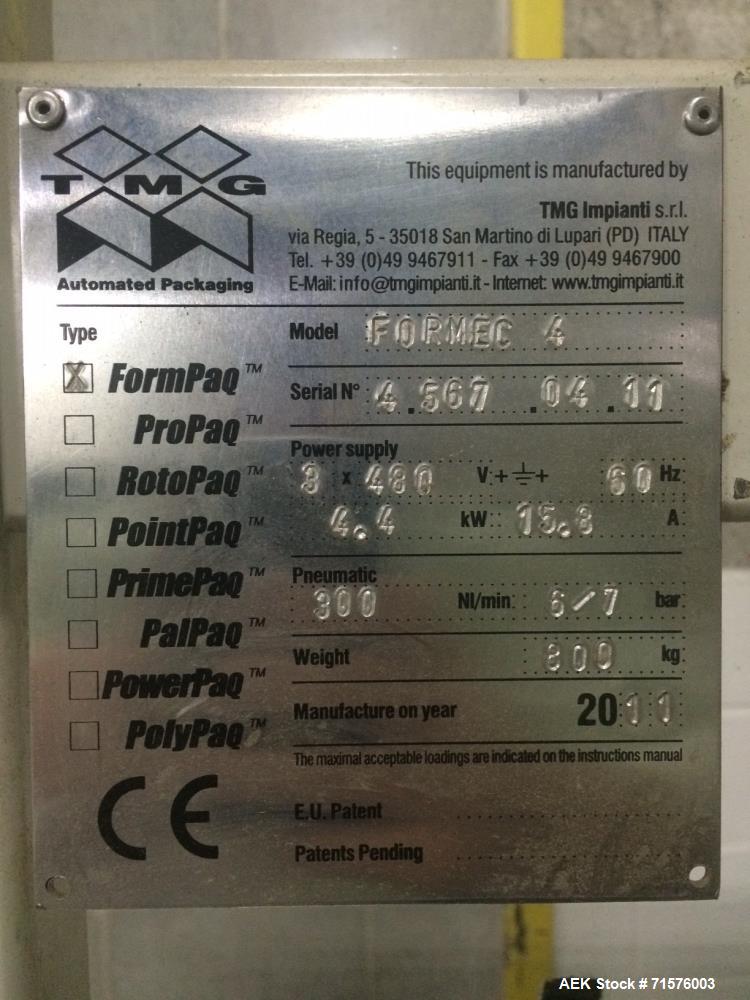 TMG
Automated Packaging
This equipment is manufactured by
TMG Impianti s.r.l.
via Regia, 5 - 35018 San Martino di Lupari (PD) ITALY
Tel. +39 (0)49 9467911 - Fax +39 (0)49 9467900
E-Mail: info@tmgimpianti.it - Internet: www.tmgimpianti.it
Type
X FormPaq™
ProPaq™
RotoPaq™
PointPaq™
PrimePaq™
PalPaq™
PowerPaq™
PolyPaq™
CE
Model FORMEC 4
Serial N° 4.567 .04.11
Power supply
3 x 480 V + + 60 Hz
4.4 kW 15.8 A
Pneumatic
300 Nl/min 6/7 bar
Weight 800 kg
Manufacture on year 2011
The maximal acceptable loadings are indicated on the instructions manual
E.U. Patent
Patents Pending
AEK Stock # 71576003